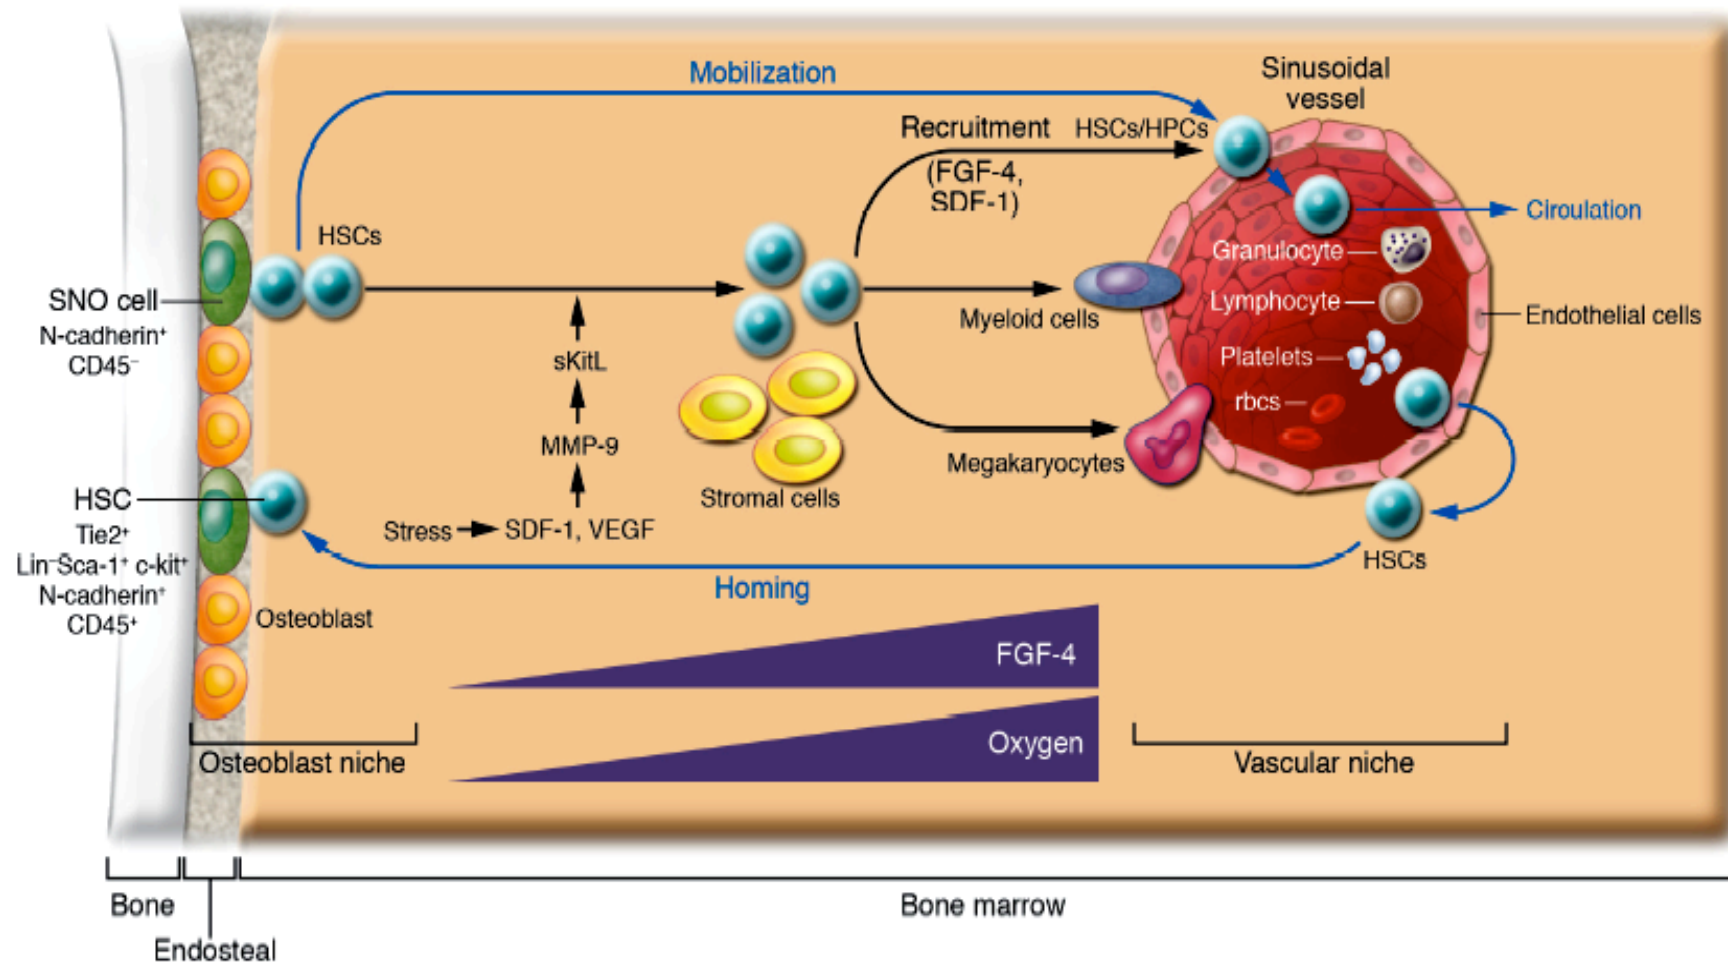 Mobilization
Sinusoidal
vessel
Recruitment
HSCs/HPCs
(FGF-4,
SDF-1)
Ciroulation
HSCs
Granulocyte
SNO cell
N-cadherin⁺
CD45⁻
Lymphocyte
Myeloid cells
Endothelial cells
sKitL
Platelets
rbcs
MMP-9
Megakaryocytes
HSC
Tie2⁺
Lin⁻Sca-1⁺ c-kit⁺
N-cadherin⁺
CD45⁺
Stromal cells
Stress
SDF-1, VEGF
HSCs
Homing
Osteoblast
FGF-4
Oxygen
Osteoblast niche
Vascular niche
Bone
Bone marrow
Endosteal